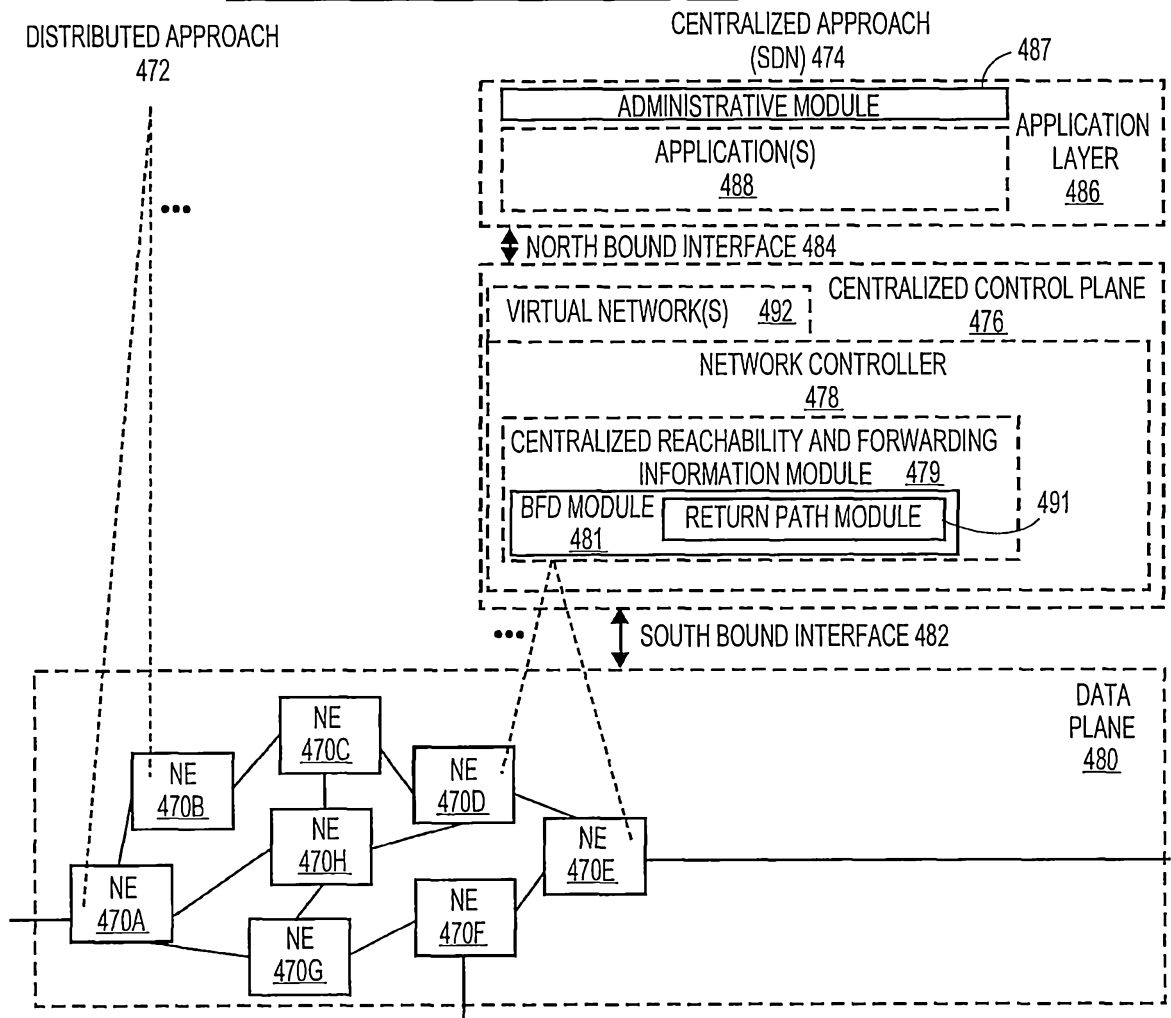 DISTRIBUTED APPROACH
472
CENTRALIZED APPROACH
(SDN) 474
487
ADMINISTRATIVE MODULE
APPLICATION(S)
488
APPLICATION
LAYER
486
•••
NORTH BOUND INTERFACE 484
VIRTUAL NETWORK(S) 492
CENTRALIZED CONTROL PLANE
476
NETWORK CONTROLLER
478
CENTRALIZED REACHABILITY AND FORWARDING
INFORMATION MODULE 479
BFD MODULE
481
RETURN PATH MODULE
491
•••
SOUTH BOUND INTERFACE 482
DATA
PLANE
480
NE
470C
NE
470B
NE
470D
NE
470H
NE
470E
NE
470A
NE
470F
NE
470G